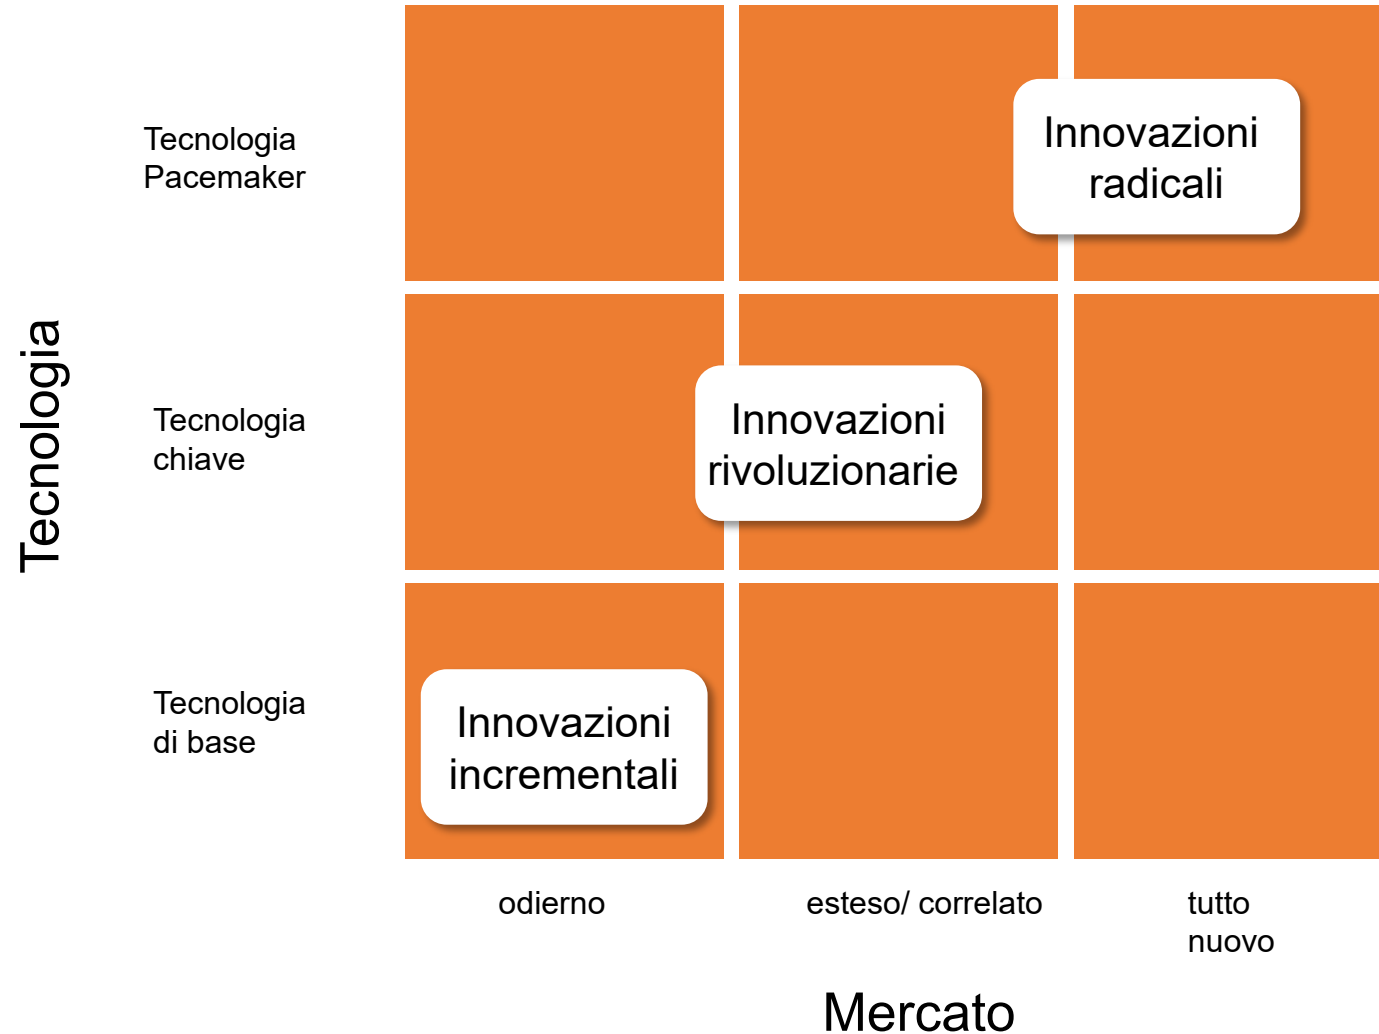 Tecnologia
Pacemaker
Innovazioni
radicali
Tecnologia
Tecnologia
chiave
Innovazioni
rivoluzionarie
Tecnologia
di base
Innovazioni
incrementali
odierno
esteso/ correlato
tutto
nuovo
Mercato